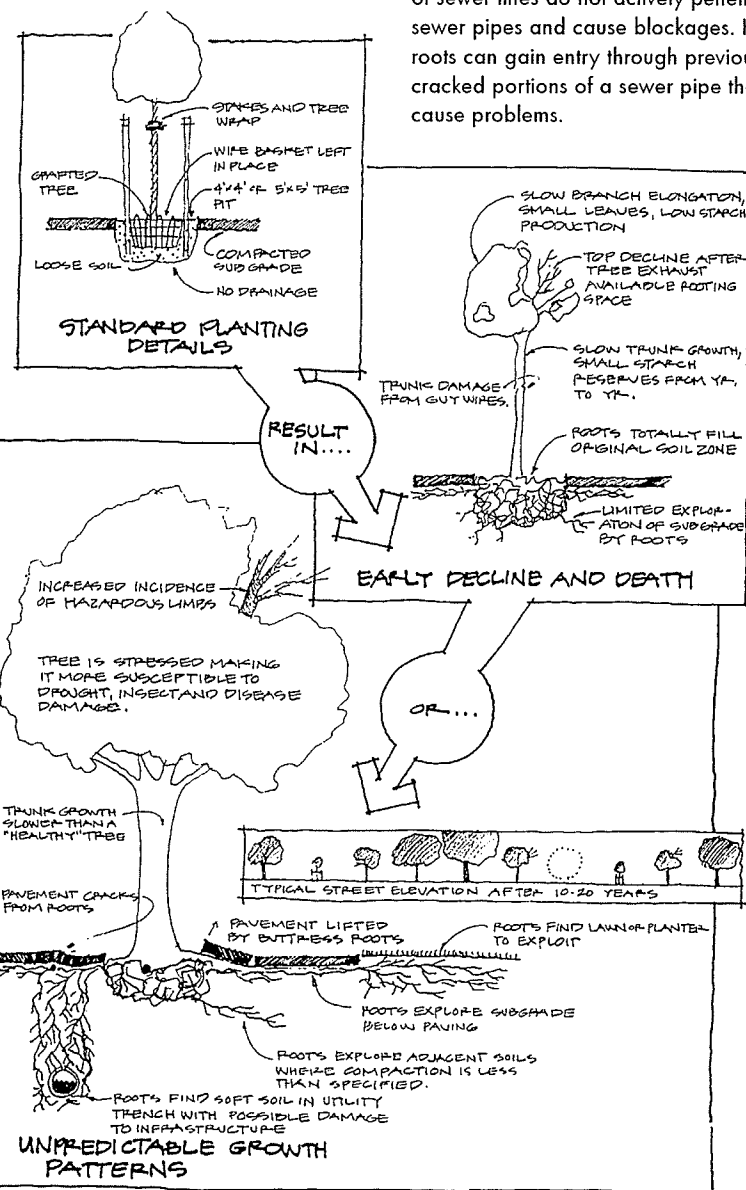 sewer pipes and cause blockages.
roots can gain entry through
cracked portions of a sewer pipe
cause problems.
STAKES AND TREE
WRAP
WIRE BASKET LEFT
IN PLACE
GRAFTED
TREE
4'x4' OR 5'x5' TREE
PIT
LOOSE SOIL
COMPACTED
SUBGRADE
NO DRAINAGE
STANDARD PLANTING
DETAILS
RESULT
IN....
SLOW BRANCH ELONGATION,
SMALL LEAVES, LOW STARCH
PRODUCTION
TOP DECLINE AFTER
TREE EXHAUST
AVAILABLE ROOTING
SPACE
SLOW TRUNK GROWTH,
SMALL STARCH
RESERVES FROM YR.
TO YR.
TRUNK DAMAGE
FROM GUY WIRES.
ROOTS TOTALLY FILL
ORIGINAL SOIL ZONE
LIMITED EXPLOR-
ATION OF SUBGRADE
BY ROOTS
EARLY DECLINE AND DEATH
OR...
INCREASED INCIDENCE
OF HAZARDOUS LIMBS
TREE IS STRESSED MAKING
IT MORE SUSCEPTIBLE TO
DROUGHT, INSECT AND DISEASE
DAMAGE.
TRUNK GROWTH
SLOWER THAN A
"HEALTHY" TREE
TYPICAL STREET ELEVATION AFTER 10-20 YEARS
PAVEMENT CRACKS
FROM ROOTS
PAVEMENT LIFTED
BY BUTTRESS ROOTS
ROOTS FIND LAWN OR PLANTER
TO EXPLOIT
ROOTS EXPLORE SUBGRADE
BELOW PAVING
ROOTS EXPLORE ADJACENT SOILS
WHERE COMPACTION IS LESS
THAN SPECIFIED.
ROOTS FIND SOFT SOIL IN UTILITY
TRENCH WITH POSSIBLE DAMAGE
TO INFRASTRUCTURE
UNPREDICTABLE GROWTH
PATTERNS